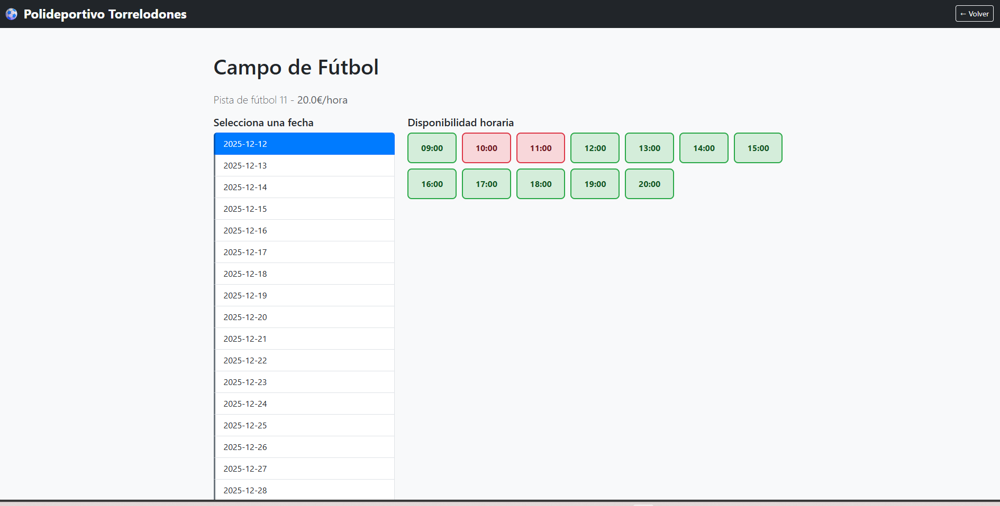 Polideportivo Torrelodones
← Volver
Campo de Fútbol
Pista de fútbol 11 - 20.0€/hora
Selecciona una fecha
2025-12-12
2025-12-13
2025-12-14
2025-12-15
2025-12-16
2025-12-17
2025-12-18
2025-12-19
2025-12-20
2025-12-21
2025-12-22
2025-12-23
2025-12-24
2025-12-25
2025-12-26
2025-12-27
2025-12-28
Disponibilidad horaria
09:00 10:00 11:00 12:00 13:00 14:00 15:00
16:00 17:00 18:00 19:00 20:00